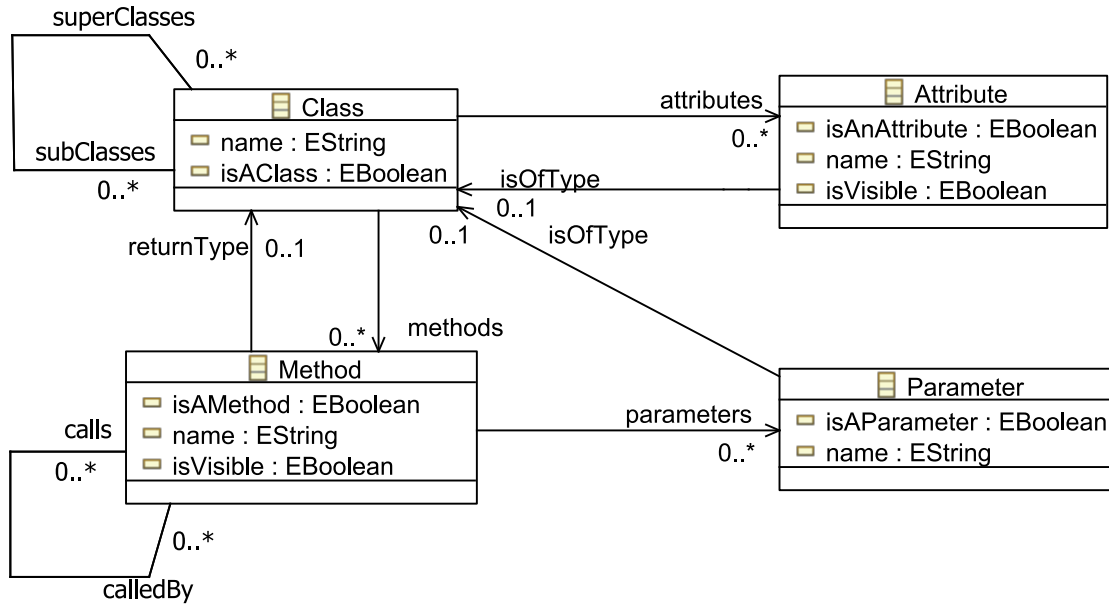 superClasses
0..*
Class
name : EString
isAClass : EBoolean
subClasses
0..*
attributes
0..*
Attribute
isAnAttribute : EBoolean
name : EString
isVisible : EBoolean
isOfType
0..1
0..1
isOfType
returnType
0..1
0..*
methods
Method
isAMethod : EBoolean
name : EString
isVisible : EBoolean
calls
0..*
0..*
calledBy
parameters
0..*
Parameter
isAParameter : EBoolean
name : EString